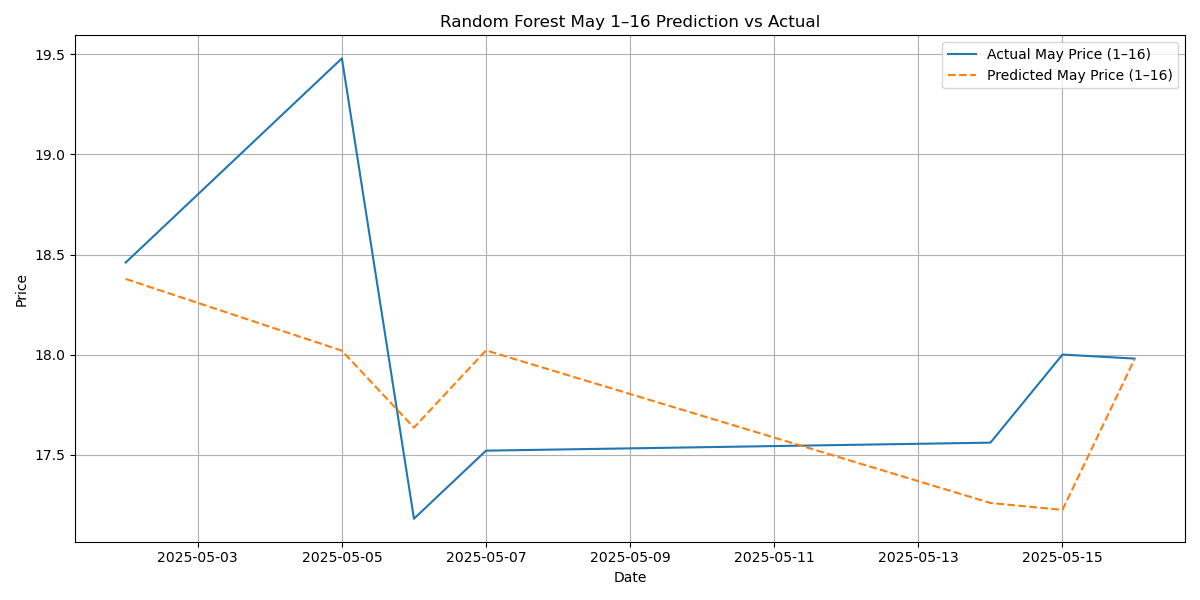 Random Forest May 1–16 Prediction vs Actual
Actual May Price (1–16)
Predicted May Price (1–16)
Price
19.5
19.0
18.5
18.0
17.5
2025-05-03
2025-05-05
2025-05-07
2025-05-09
2025-05-11
2025-05-13
2025-05-15
Date